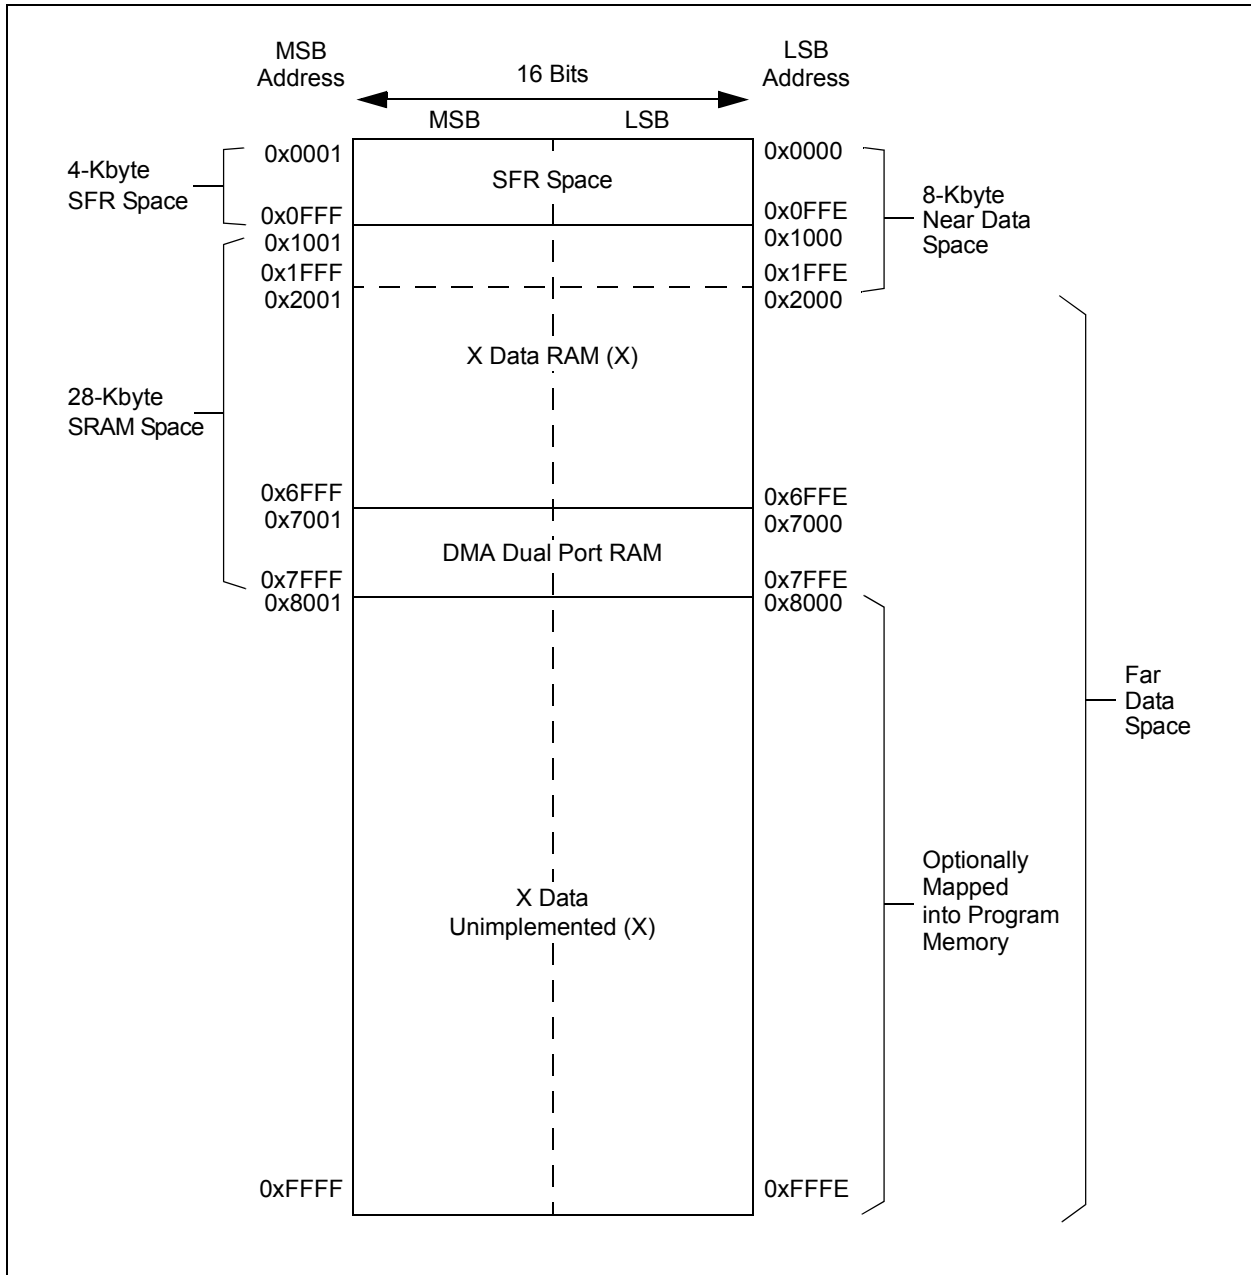 MSB
Address
LSB
Address
16 Bits
MSB
LSB
0x0001
0x0000
4-Kbyte
SFR Space
SFR Space
0x0FFF
0x0FFE
8-Kbyte
Near Data
Space
0x1001
0x1000
0x1FFF
0x1FFE
0x2001
0x2000
X Data RAM (X)
28-Kbyte
SRAM Space
0x6FFF
0x6FFE
0x7001
0x7000
DMA Dual Port RAM
0x7FFF
0x7FFE
0x8001
0x8000
Far
Data
Space
Optionally
Mapped
into Program
Memory
X Data
Unimplemented (X)
0xFFFF
0xFFFE